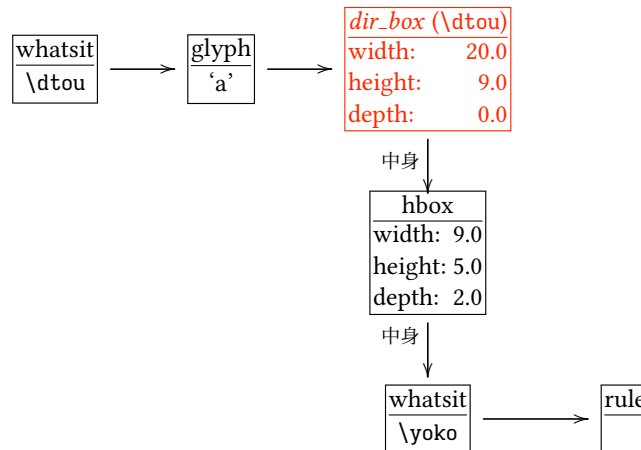 whatsit
\dtou
glyph
‘a’
dir_box (\dtou)
width: 20.0
height: 9.0
depth: 0.0
中身
hbox
width: 9.0
height: 5.0
depth: 2.0
中身
whatsit
\yoko
rule